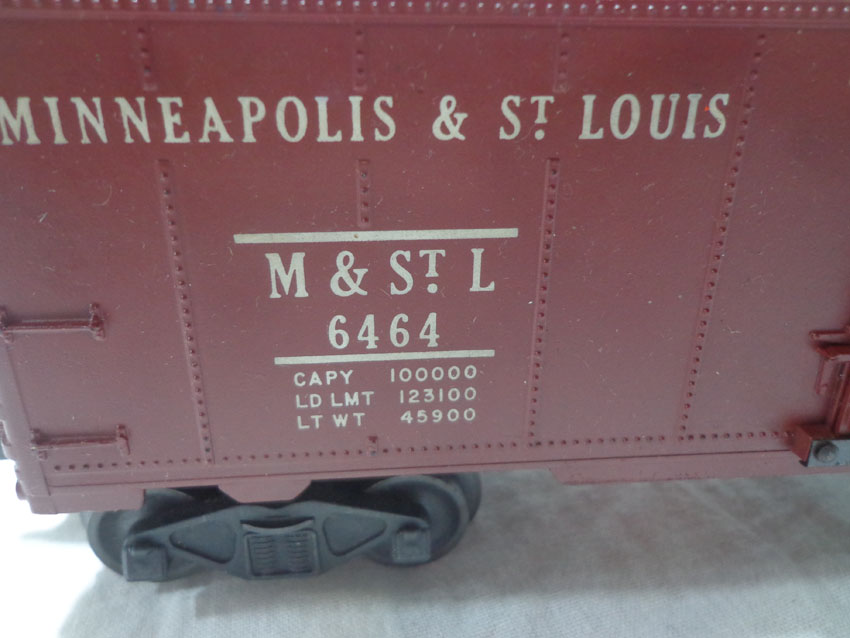 MINNEAPOLIS & ST. LOUIS
M & ST. L
6464
CAPY 100000
LD LMT 123100
LT WT 45900